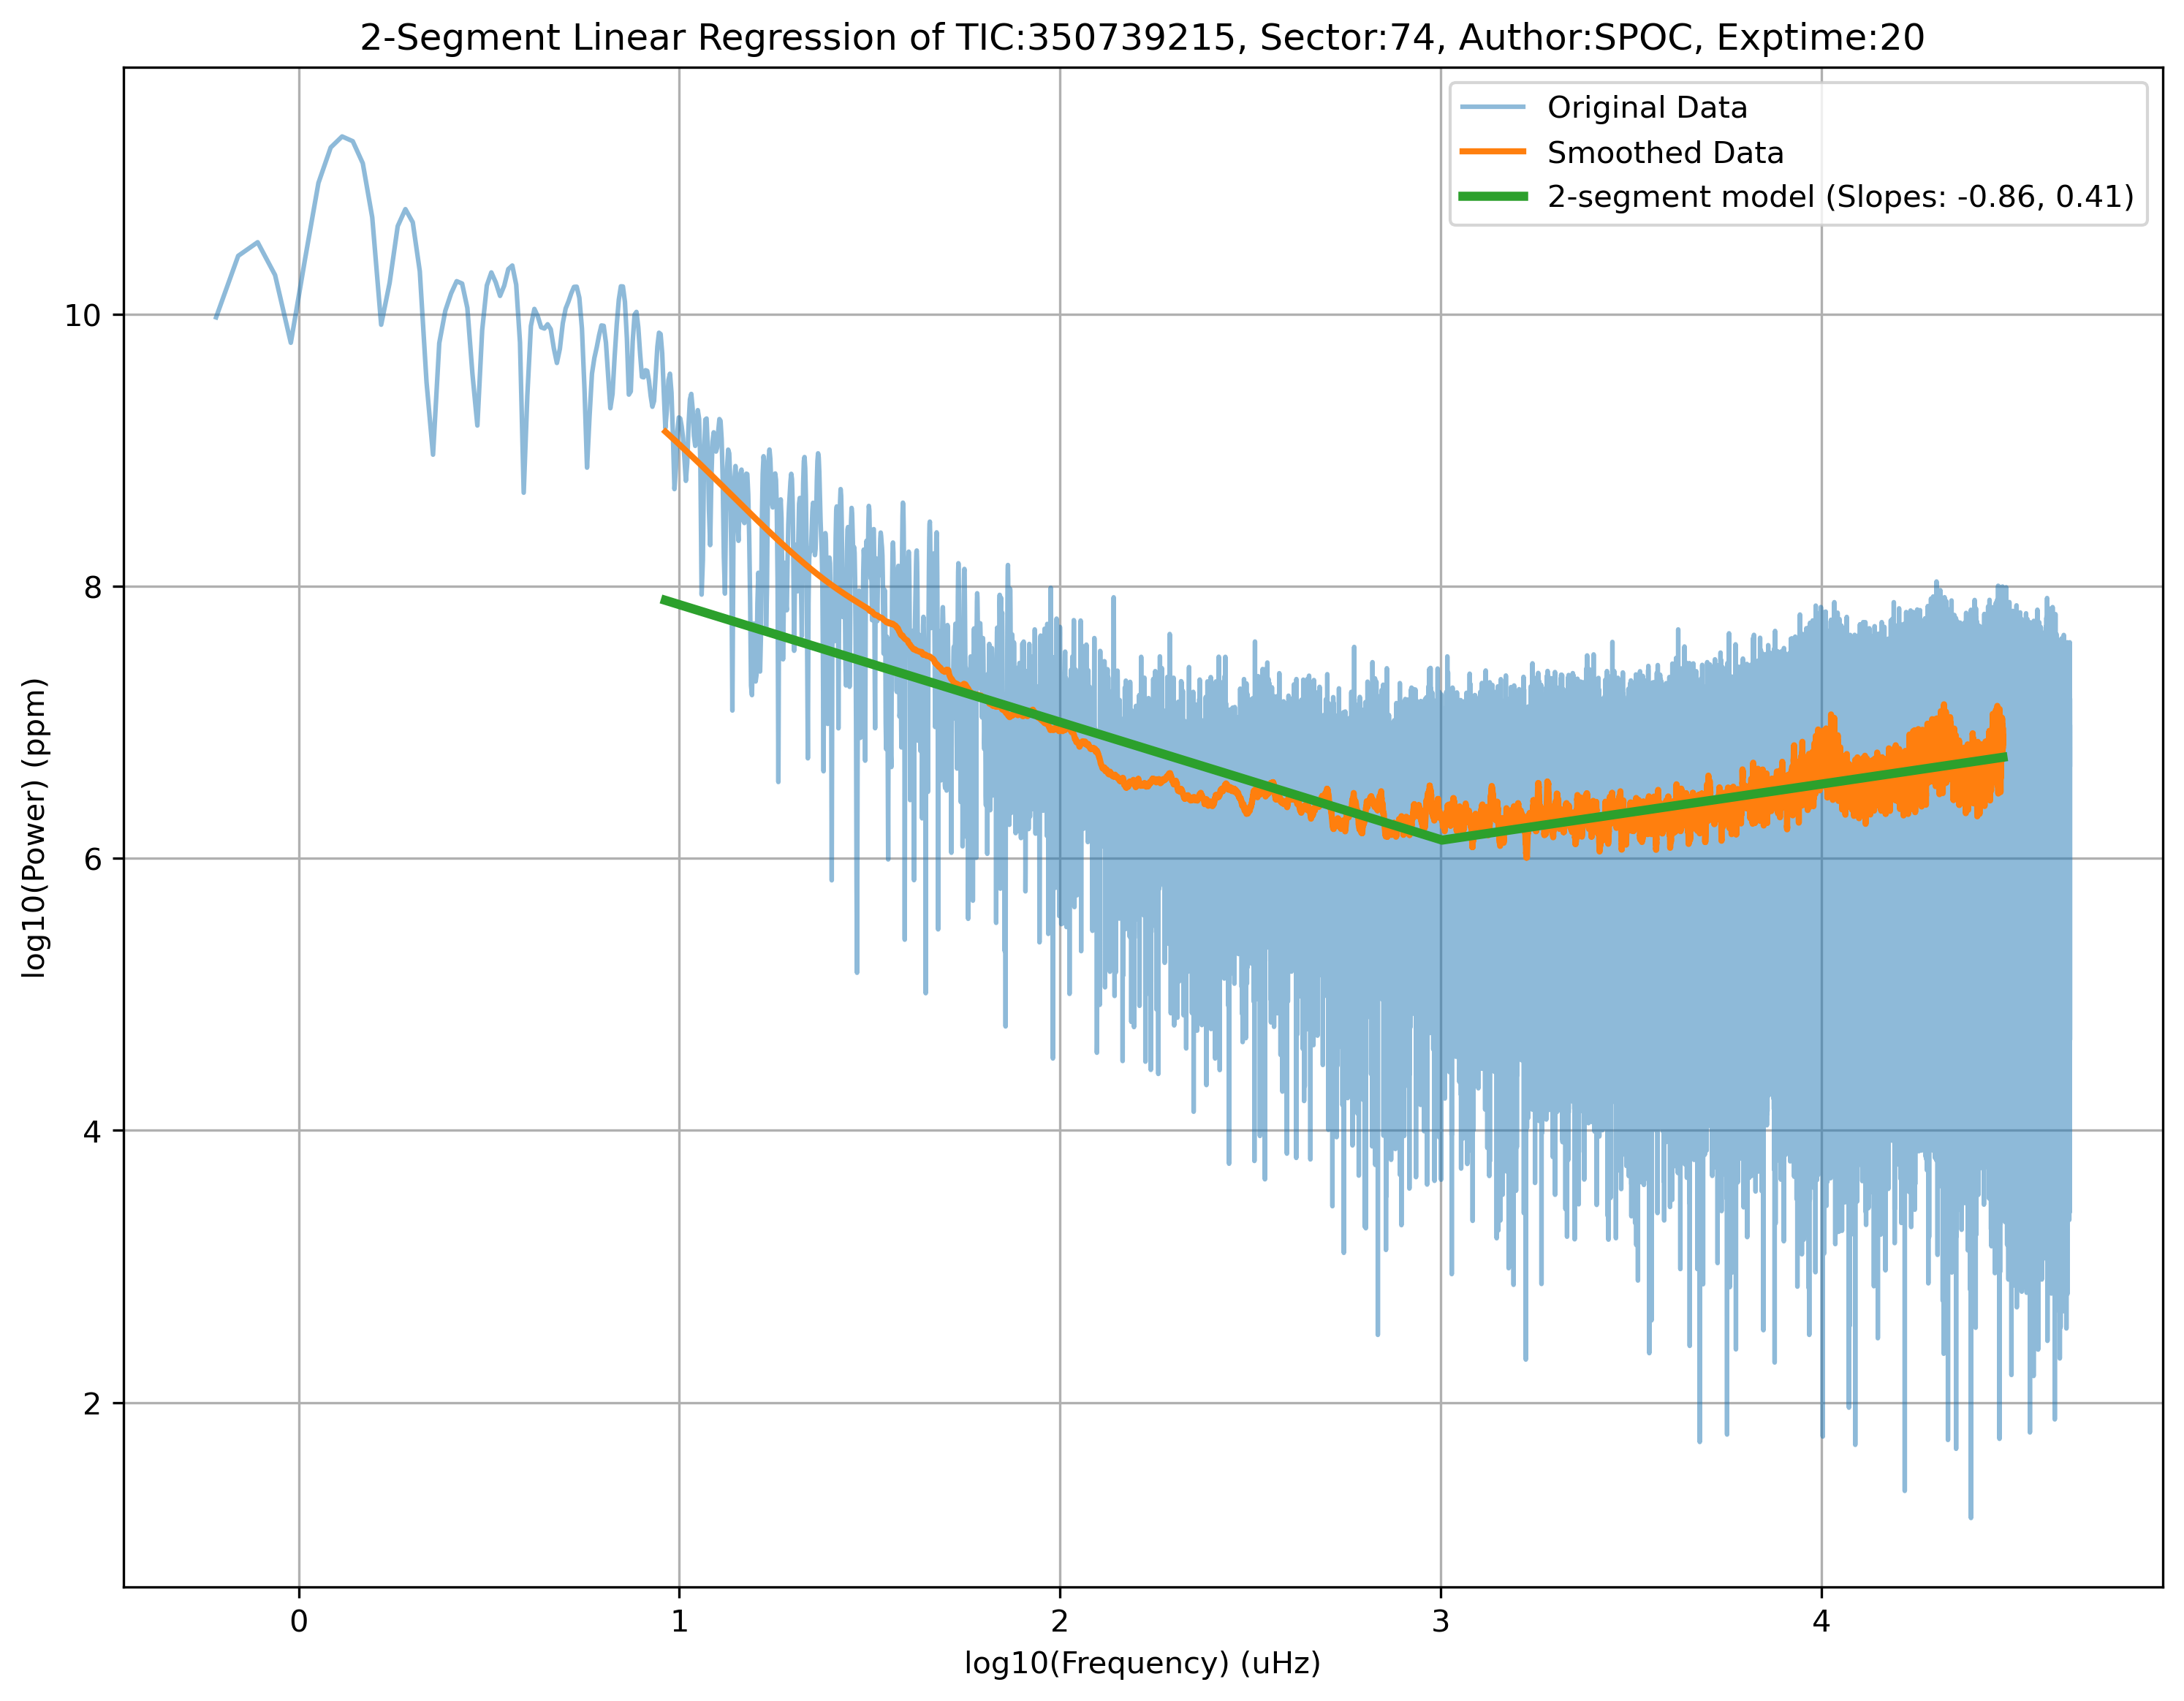 2-Segment Linear Regression of TIC:350739215, Sector:74, Author:SPOC, Exptime:20
Original Data
Smoothed Data
2-segment model (Slopes: -0.86, 0.41)
log10(Power) (ppm)
10
8
6
4
2
0 1 2 3 4
log10(Frequency) (uHz)